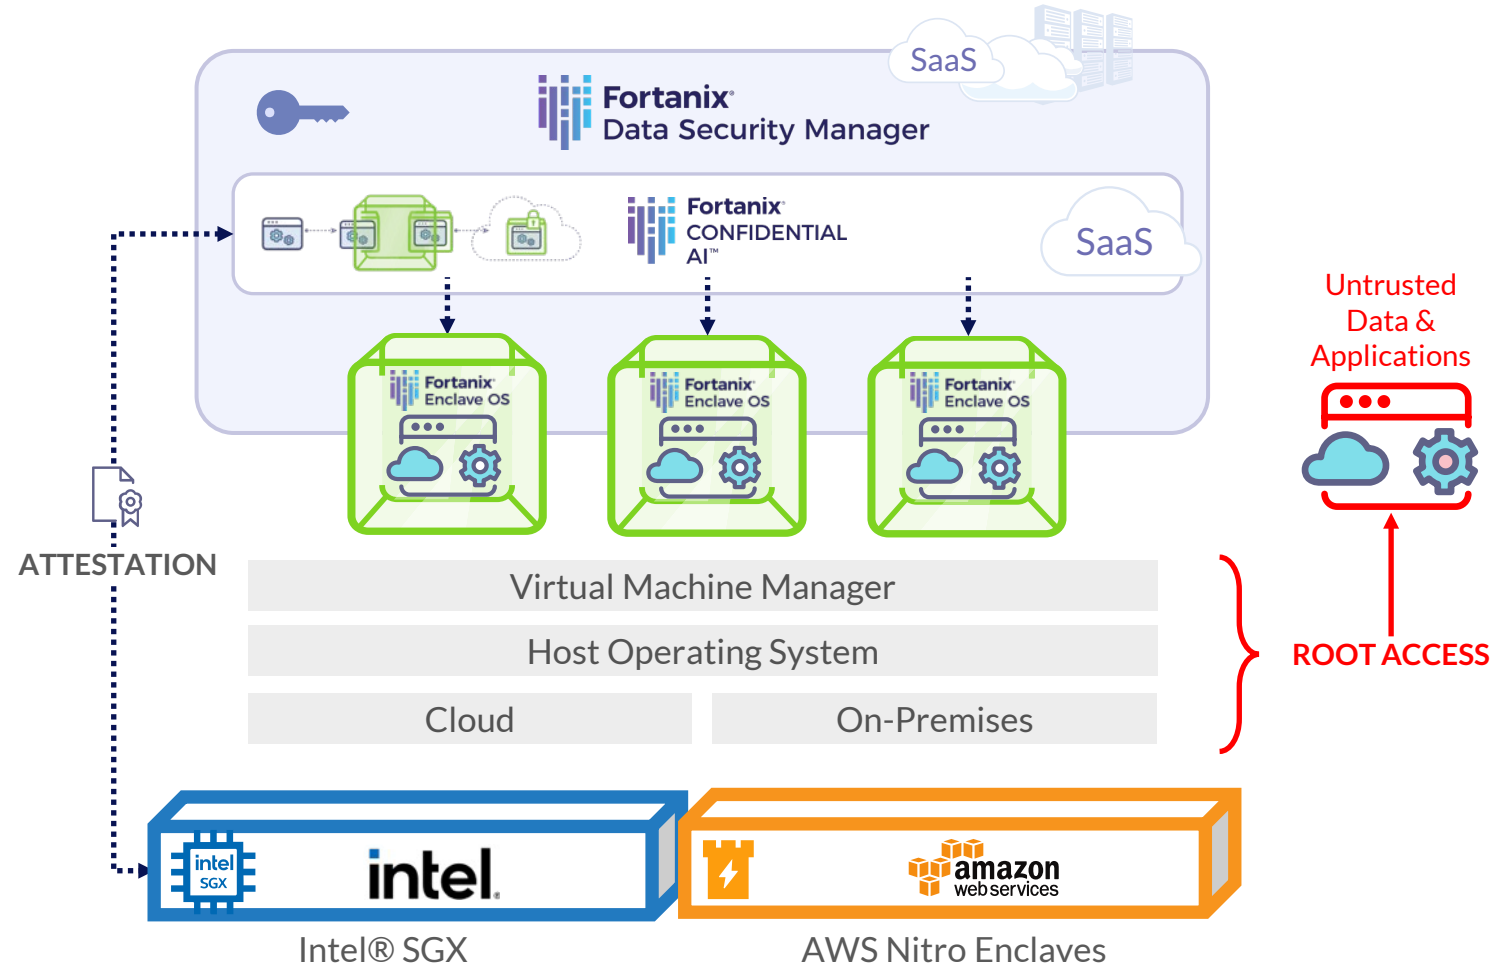 SaaS
Fortanix®
Data Security Manager
Fortanix®
CONFIDENTIAL
AI™
SaaS
Untrusted
Data &
Applications
Fortanix®
Enclave OS
Fortanix®
Enclave OS
Fortanix®
Enclave OS
ATTESTATION
Virtual Machine Manager
Host Operating System
ROOT ACCESS
Cloud
On-Premises
intel
SGX
intel®
amazon
web services
Intel® SGX
AWS Nitro Enclaves